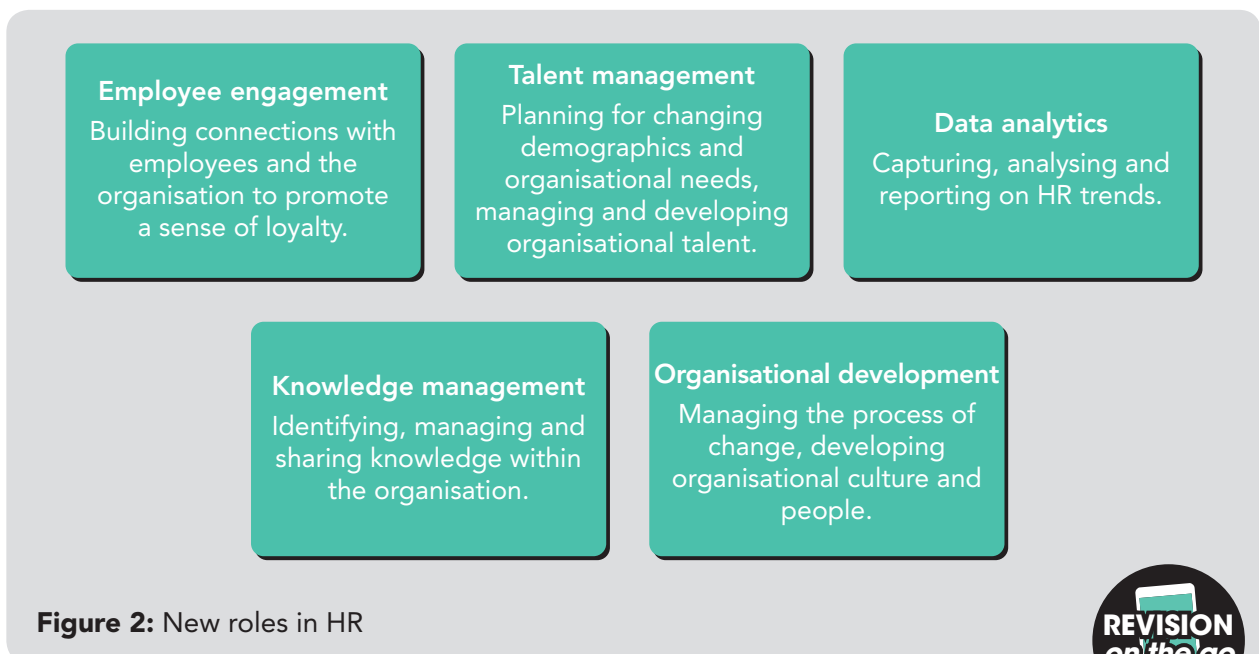 Employee engagement
Building connections with
employees and the
organisation to promote
a sense of loyalty.
Talent management
Planning for changing
demographics and
organisational needs,
managing and developing
organisational talent.
Data analytics
Capturing, analysing and
reporting on HR trends.
Knowledge management
Identifying, managing and
sharing knowledge within
the organisation.
Organisational development
Managing the process of
change, developing
organisational culture and
people.
Figure 2: New roles in HR
REVISION
on the go